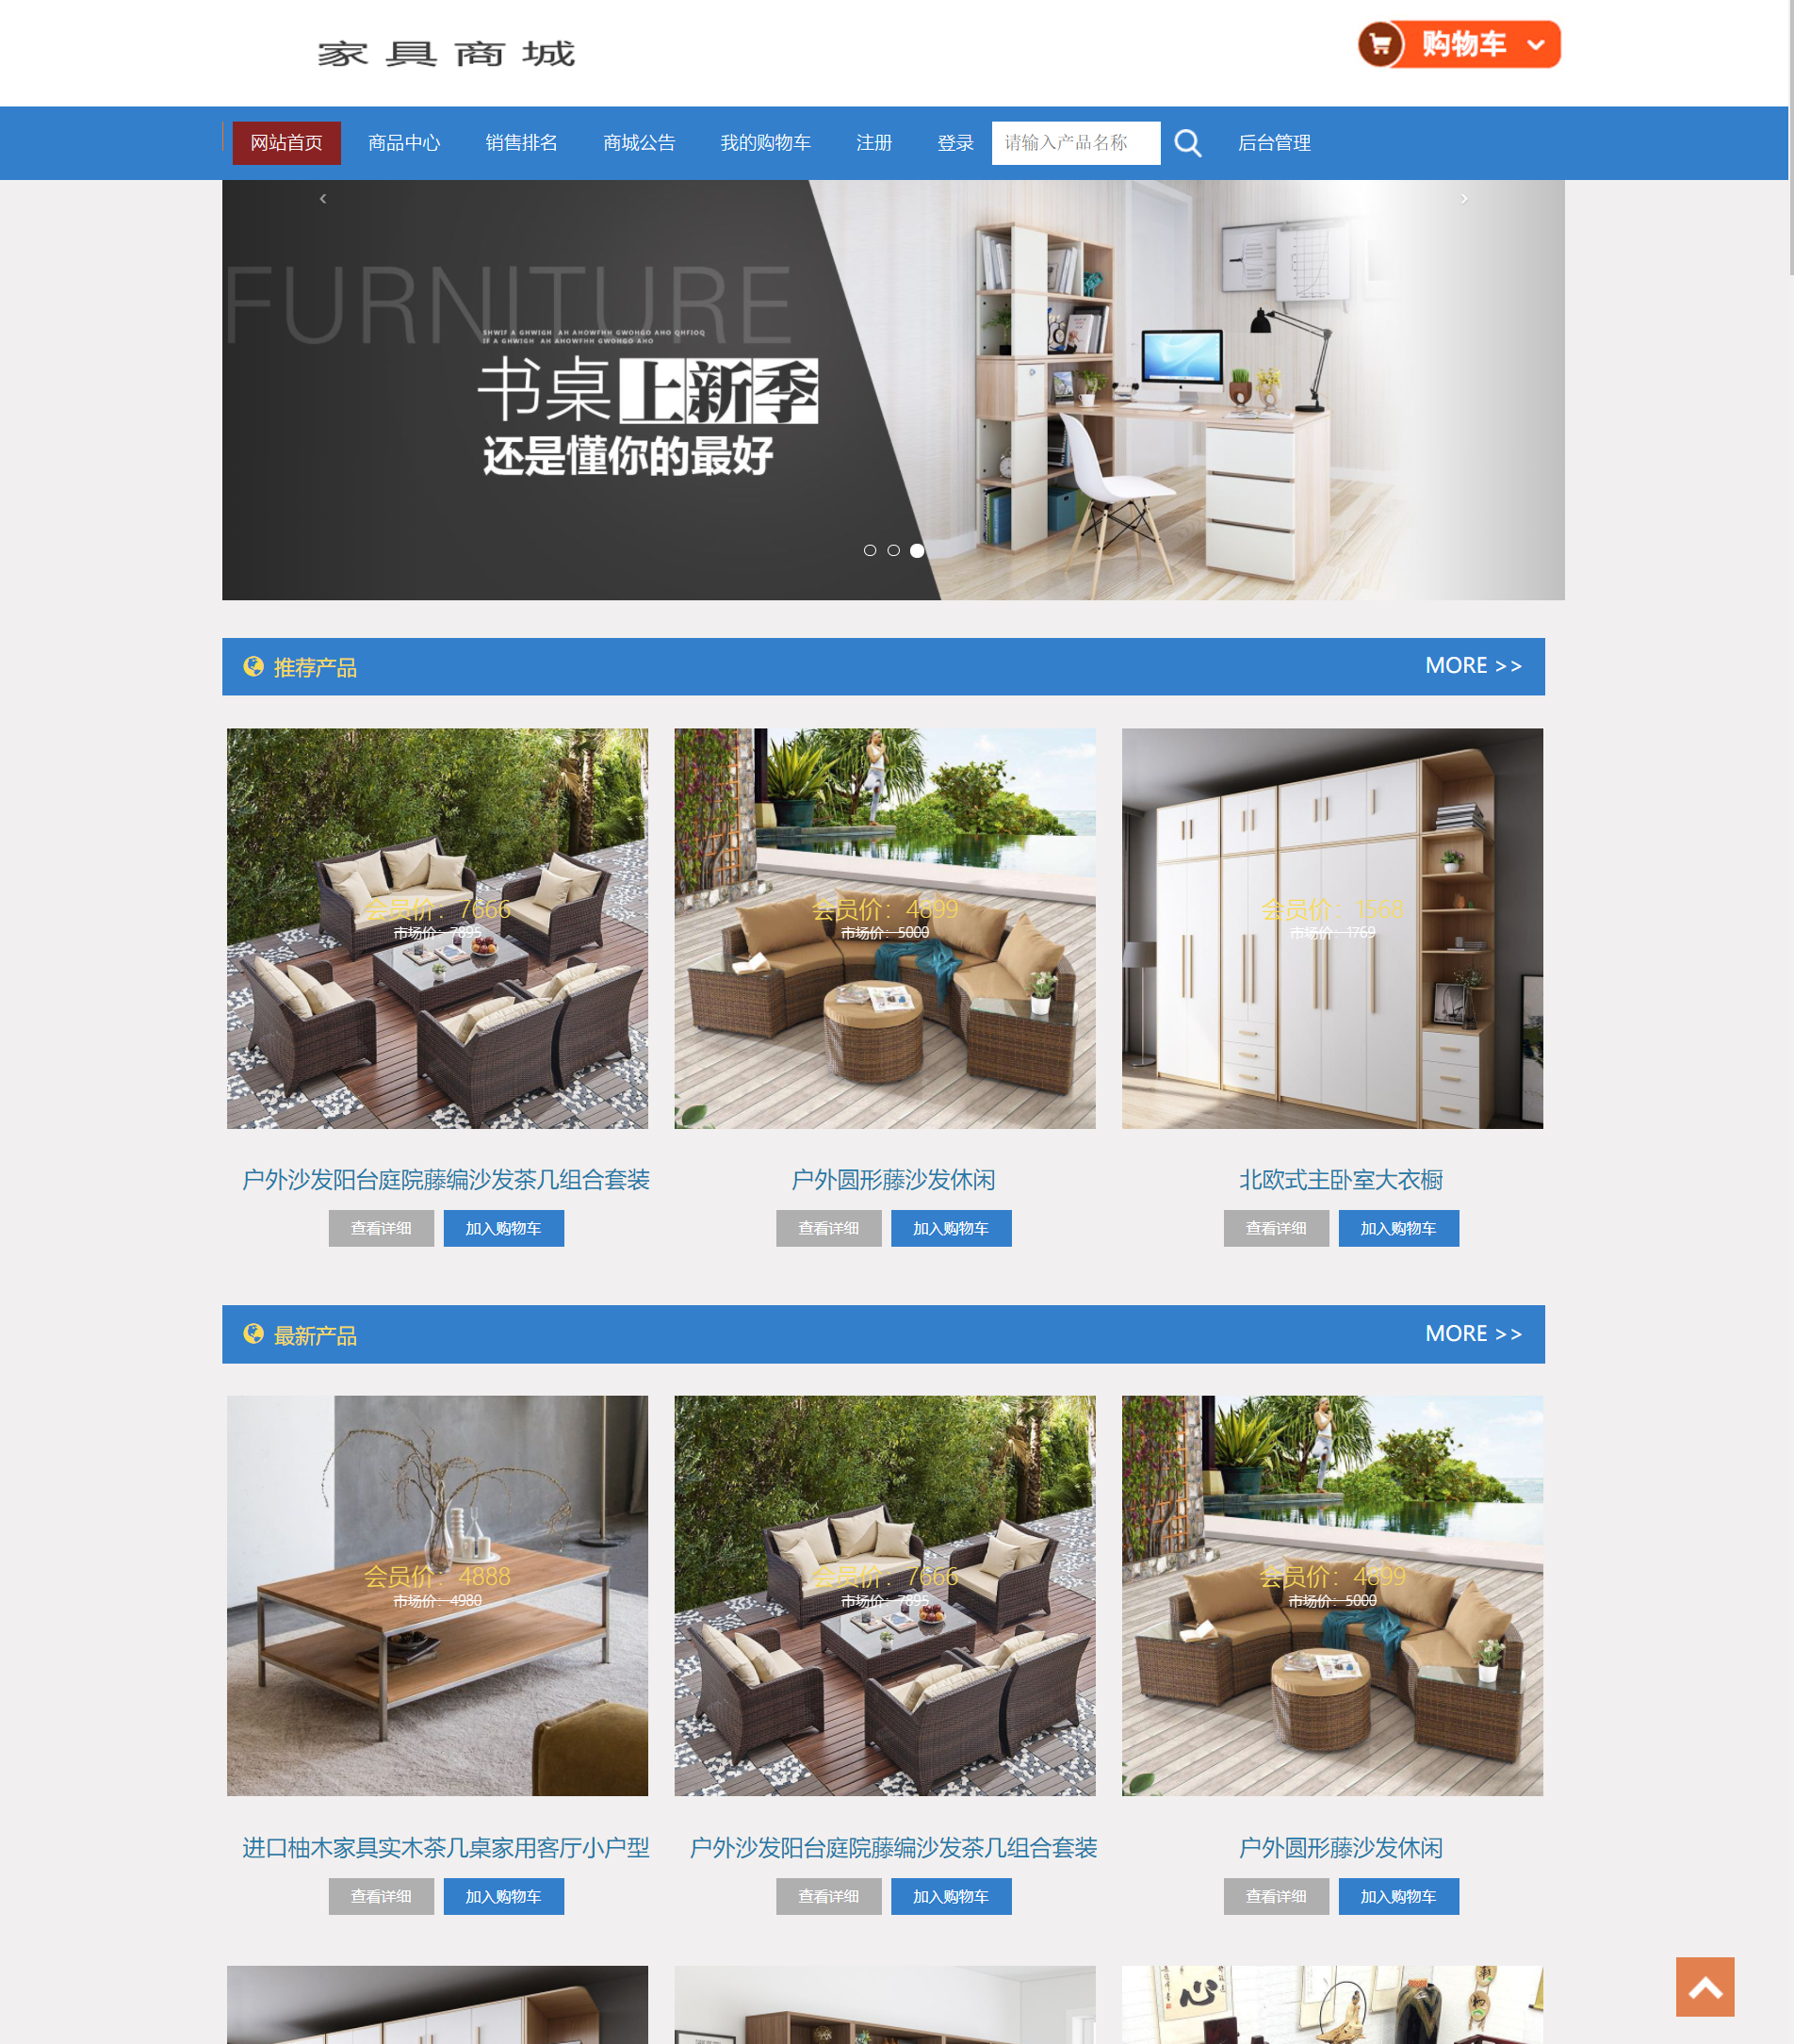 家具商城
购物车
网站首页 商品中心 销售排名 商城公告 我的购物车 注册 登录 请输入产品名称 后台管理
FURNITURE
SHWIF A GHWIGH AH AHOWFHH GWOHGO AHO QHFIOQ
IF A GHWIGH AH AHOWFHH GWOHGO AHO
书桌上新季
还是懂你的最好
推荐产品 MORE >>
会员价：7666 会员价：4899 会员价：1568
市场价：7895 市场价：5000 市场价：1769
户外沙发阳台庭院藤编沙发茶几组合套装 户外圆形藤沙发休闲 北欧式主卧室大衣橱
查看详细 加入购物车 查看详细 加入购物车 查看详细 加入购物车
最新产品 MORE >>
会员价：4888 会员价：7666 会员价：4899
市场价：4980 市场价：7895 市场价：5000
进口柚木家具实木茶几桌家用客厅小户型 户外沙发阳台庭院藤编沙发茶几组合套装 户外圆形藤沙发休闲
查看详细 加入购物车 查看详细 加入购物车 查看详细 加入购物车
心